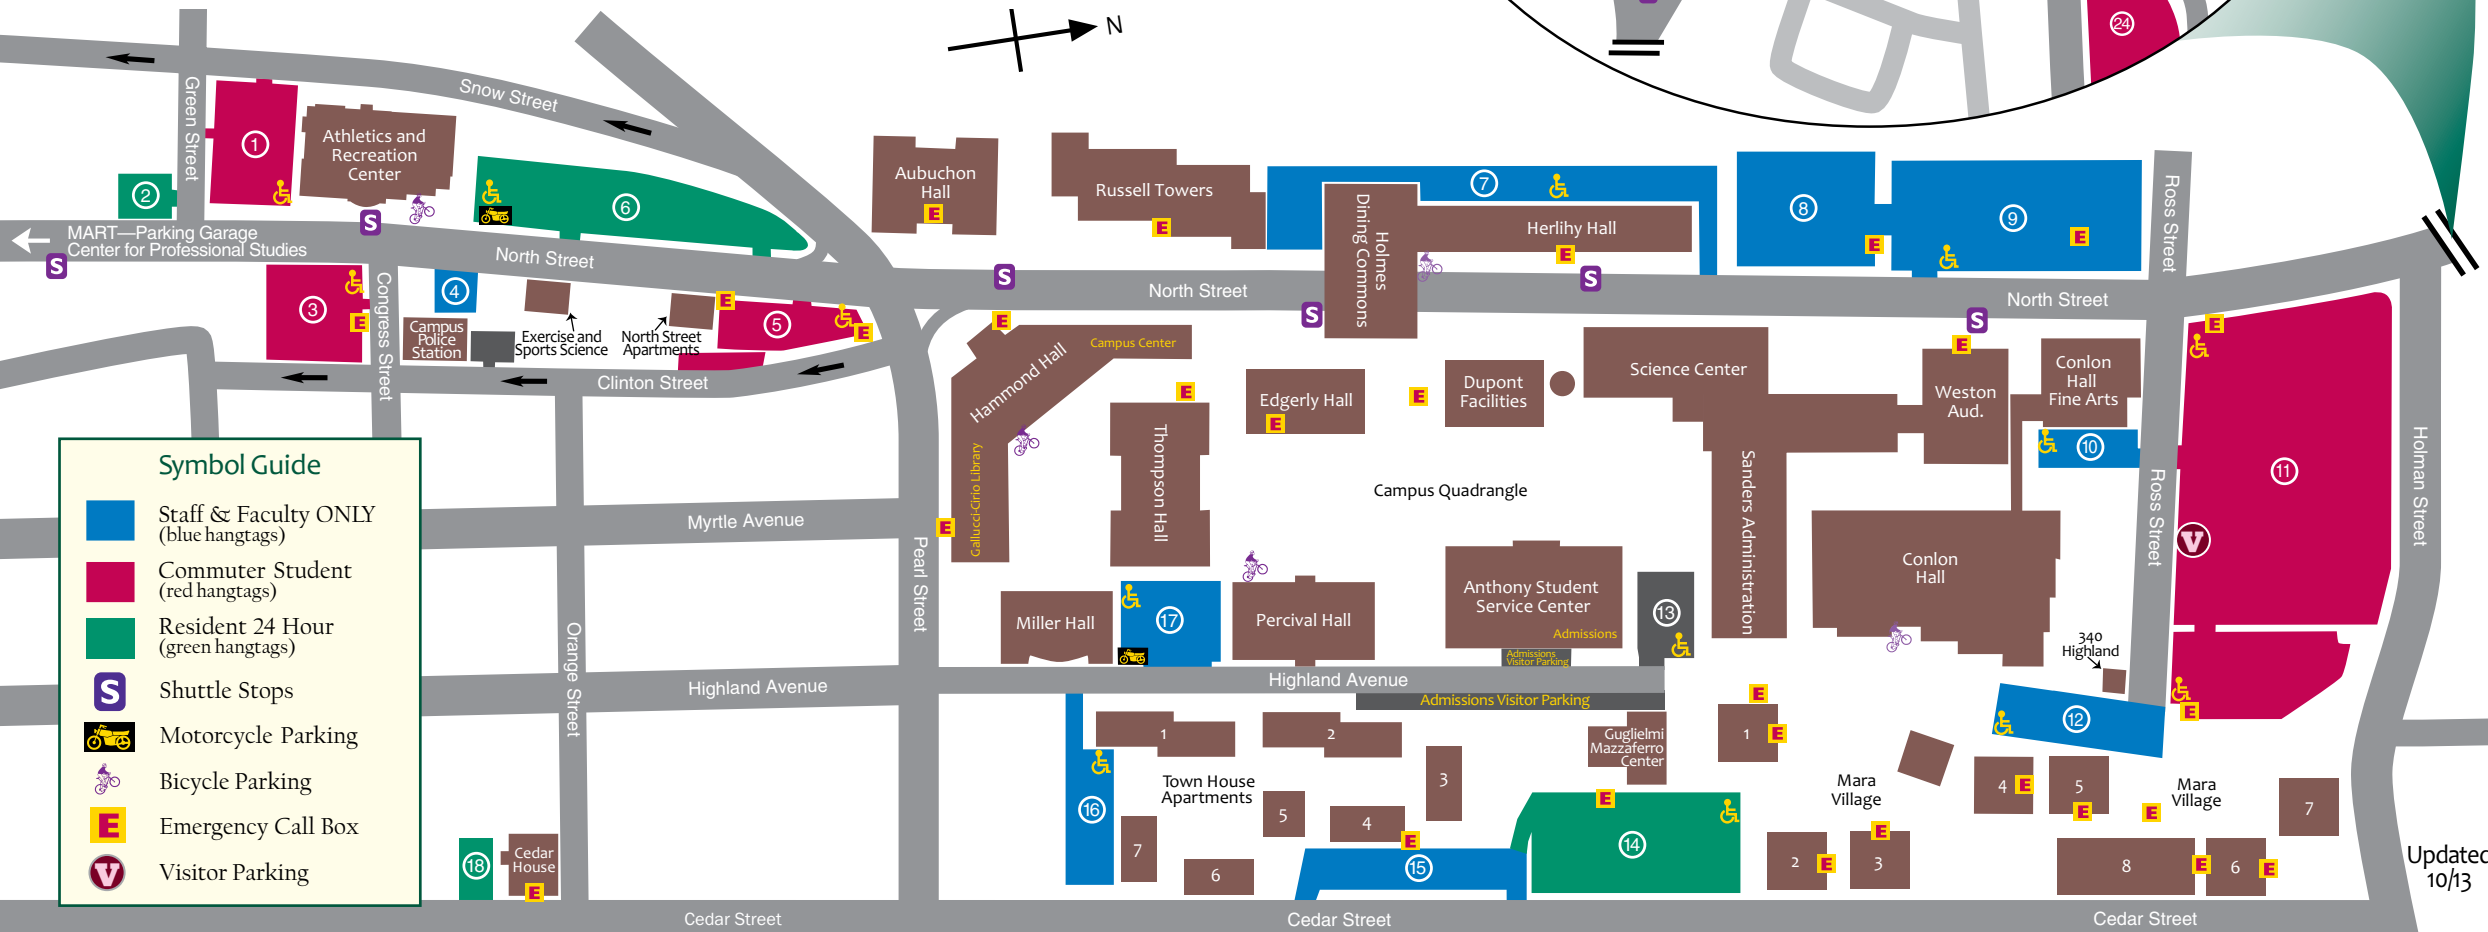 N
24
Green Street
Snow Street
1
Athletics and
Recreation
Center
2
6
S
MART—Parking Garage
Center for Professional Studies
S
North Street
Aubuchon
Hall
E
Russell Towers
E
7
Holmes
Dining Commons
Herlihy Hall
E
8
E
9
E
Ross Street
S
S
S
North Street
North Street
S
3
E
Congress Street
4
Campus
Police
Station
Exercise and
Sports Science
North Street
Apartments
E
5
E
Clinton Street
E
Campus Center
Hammond Hall
Gallucci-Cirio Library
E
E
Thompson Hall
Edgerly Hall
E
E
Dupont
Facilities
Science Center
Sanders Administration
E
Weston
Aud.
Conlon
Hall
Fine Arts
10
E
11
V
Ross Street
Holman Street
Campus Quadrangle
Conlon
Hall
Symbol Guide
Staff & Faculty ONLY
(blue hangtags)
Commuter Student
(red hangtags)
Resident 24 Hour
(green hangtags)
S
Shuttle Stops
Motorcycle Parking
Bicycle Parking
E
Emergency Call Box
V
Visitor Parking
Myrtle Avenue
Pearl Street
Orange Street
Highland Avenue
Miller Hall
17
Percival Hall
Anthony Student
Service Center
Admissions
Admissions
Visitor Parking
13
Highland Avenue
Admissions Visitor Parking
340
Highland
12
E
1
2
3
4
5
6
7
Town House
Apartments
E
16
15
Guglielmi
Mazzaferro
Center
E
14
E
1
E
Mara
Village
2
E
3
E
4
E
5
E
Mara
Village
E
7
8
E
6
E
18
Cedar
House
E
Cedar Street
Cedar Street
Cedar Street
Updated
10/13